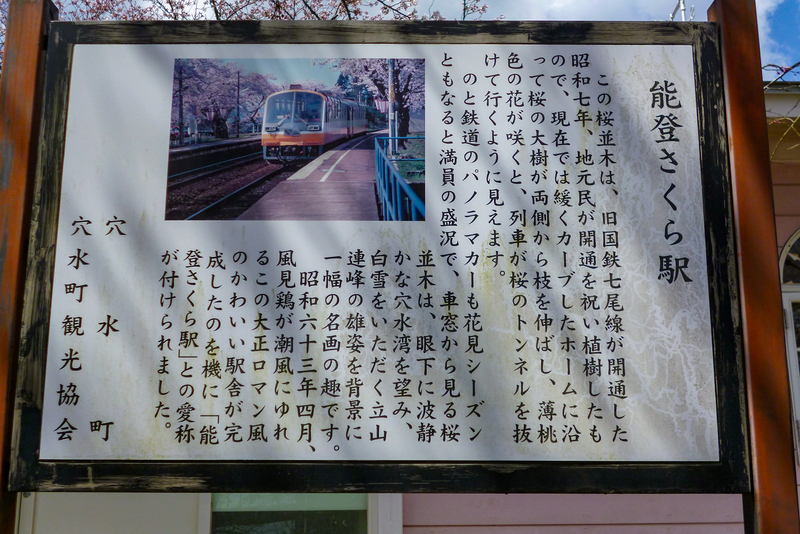 能登さくら駅
この桜並木は、旧国鉄七尾線が開通した
昭和七年、地元民が開通を祝い植樹したも
ので、現在では緩くカーブしたホームに沿
って桜の大樹が両側から枝を伸ばし、薄桃
色の花が咲くと、列車が桜のトンネルを抜
けて行くように見えます。
のと鉄道のパノラマカーも花見シーズン
ともなると満員の盛況で、車窓から見る桜
並木は、眼下に波静
かな穴水湾を望み、
白雪をいただく立山
連峰の雄姿を背景に
一幅の名画の趣です。
昭和六十三年四月、
風見鶏が潮風にゆれ
るこの大正ロマン風
のかわいい駅舎が完
成したのを機に「能
登さくら駅」との愛称
が付けられました。
穴水町
穴水町観光協会